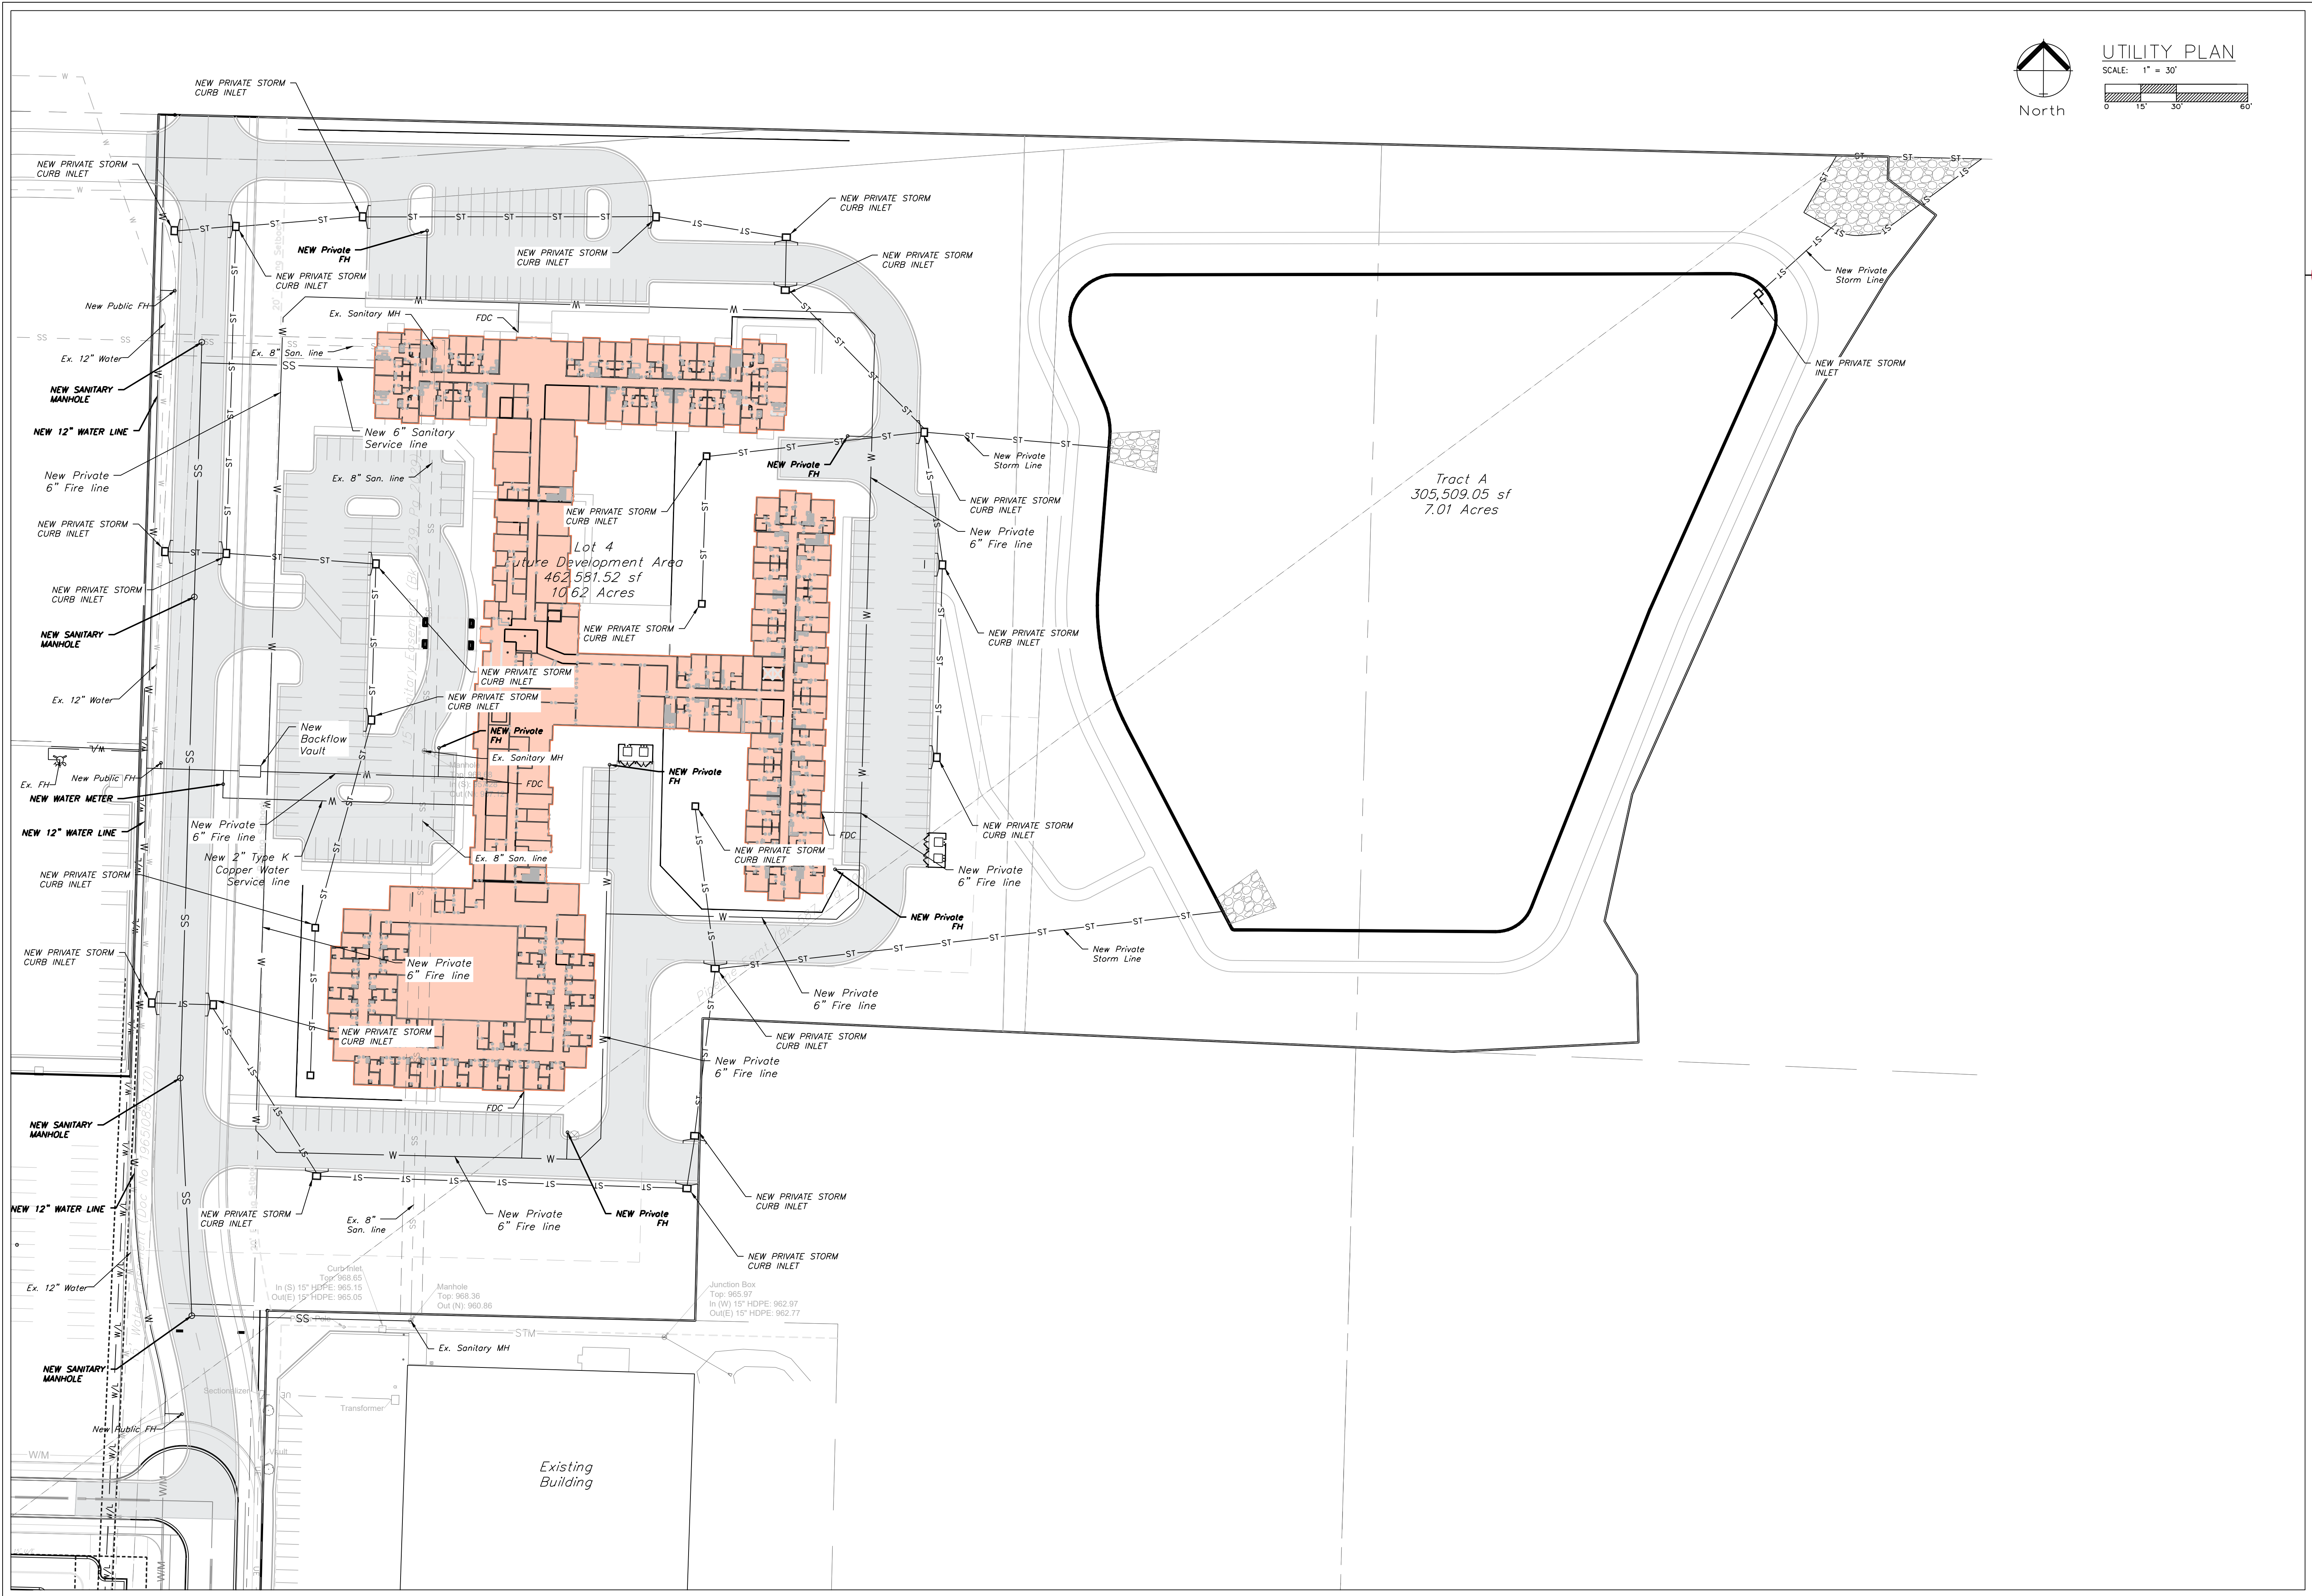 UTILITY PLAN
SCALE: 1" = 30'
0 15' 30' 60'
North
NEW PRIVATE STORM
CURB INLET
NEW PRIVATE STORM
CURB INLET
NEW PRIVATE STORM
CURB INLET
NEW Private
FH
NEW PRIVATE STORM
CURB INLET
NEW PRIVATE STORM
CURB INLET
NEW PRIVATE STORM
CURB INLET
New Private
Storm Line
New Public FH
Ex. Sanitary MH
FDC
Ex. 12" Water
Ex. 8" San. line
NEW SANITARY
MANHOLE
NEW PRIVATE STORM
INLET
NEW 12" WATER LINE
New 6" Sanitary
Service line
New Private
6" Fire line
Ex. 8" San. line
NEW Private
FH
New Private
Storm Line
Tract A
305,509.05 sf
7.01 Acres
NEW PRIVATE STORM
CURB INLET
NEW PRIVATE STORM
CURB INLET
NEW PRIVATE STORM
CURB INLET
New Private
6" Fire line
Lot 4
Future Development Area
462,581.52 sf
10.62 Acres
NEW PRIVATE STORM
CURB INLET
NEW SANITARY
MANHOLE
NEW PRIVATE STORM
CURB INLET
NEW PRIVATE STORM
CURB INLET
NEW PRIVATE STORM
CURB INLET
Ex. 12" Water
NEW PRIVATE STORM
CURB INLET
New
Backflow
Vault
NEW Private
FH
Ex. Sanitary MH
Ex. FH
New Public FH
NEW WATER METER
FDC
NEW Private
FH
NEW 12" WATER LINE
New Private
6" Fire line
FDC
NEW PRIVATE STORM
CURB INLET
New 2" Type K
Copper Water
Service line
Ex. 8" San. line
NEW PRIVATE STORM
CURB INLET
New Private
6" Fire line
NEW PRIVATE STORM
CURB INLET
NEW Private
FH
NEW PRIVATE STORM
CURB INLET
New Private
6" Fire line
New Private
Storm Line
New Private
6" Fire line
NEW PRIVATE STORM
CURB INLET
NEW PRIVATE STORM
CURB INLET
New Private
6" Fire line
FDC
NEW SANITARY
MANHOLE
NEW 12" WATER LINE
NEW PRIVATE STORM
CURB INLET
Ex. 8"
San. line
New Private
6" Fire line
NEW Private
FH
NEW PRIVATE STORM
CURB INLET
NEW PRIVATE STORM
CURB INLET
Ex. 12" Water
Curb Inlet
Top: 968.65
In (S) 15" HDPE: 965.15
Out(E) 15" HDPE: 965.05
Manhole
Top: 968.36
Out (N): 960.86
Junction Box
Top: 965.97
In (W) 15" HDPE: 962.97
Out(E) 15" HDPE: 962.77
STM
Ex. Sanitary MH
NEW SANITARY
MANHOLE
Sectionalizer
Transformer
New Public FH
Vault
W/M
Existing
Building